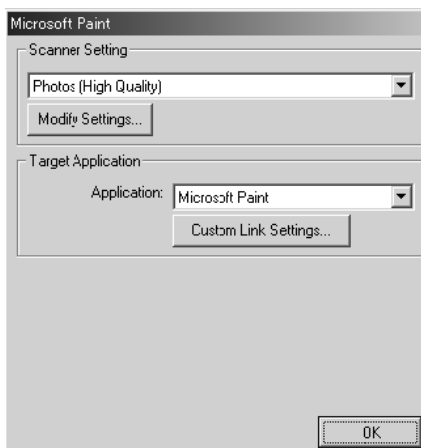 Microsoft Paint
Scanner Setting
Photos (High Quality)
Modify Settings...
Target Application
Application: Microsoft Paint
Custom Link Settings...
OK